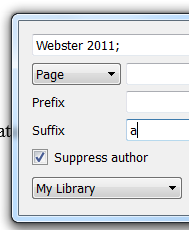 Webster 2011;
Page
Prefix
Suffix a
Suppress author
My Library